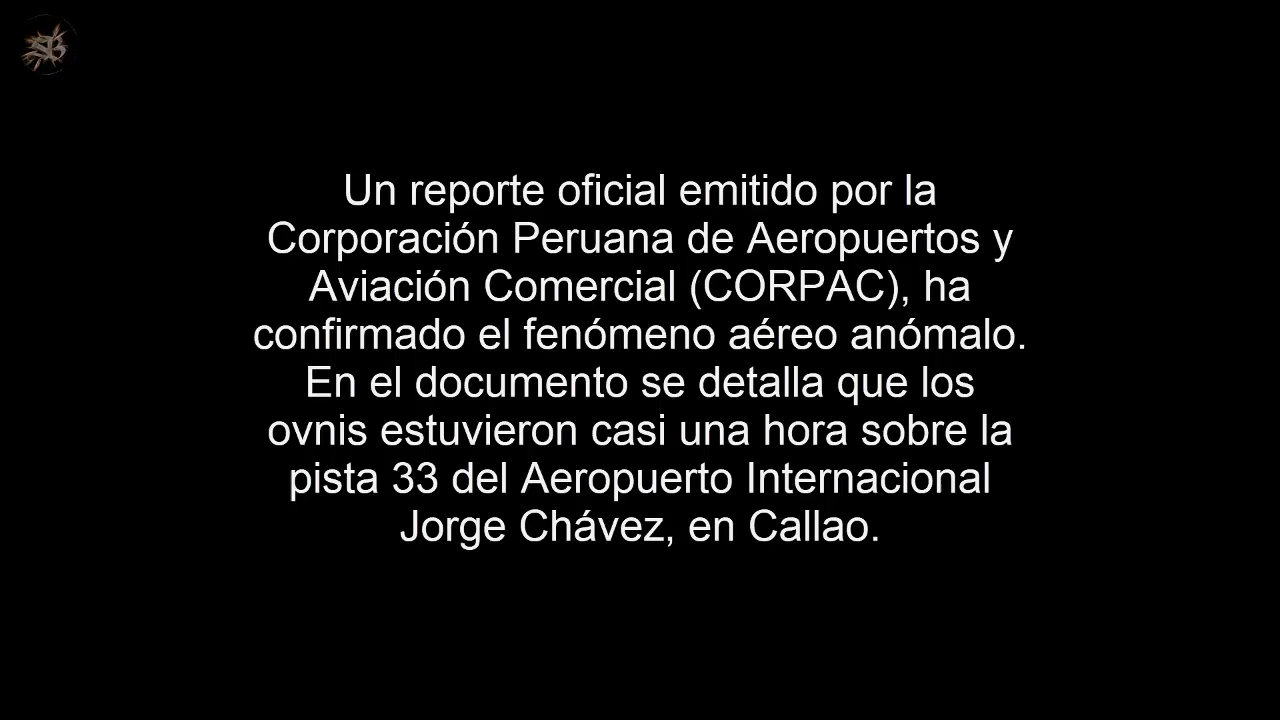 SB
Un reporte oficial emitido por la
Corporación Peruana de Aeropuertos y
Aviación Comercial (CORPAC), ha
confirmado el fenómeno aéreo anómalo.
En el documento se detalla que los
ovnis estuvieron casi una hora sobre la
pista 33 del Aeropuerto Internacional
Jorge Chávez, en Callao.